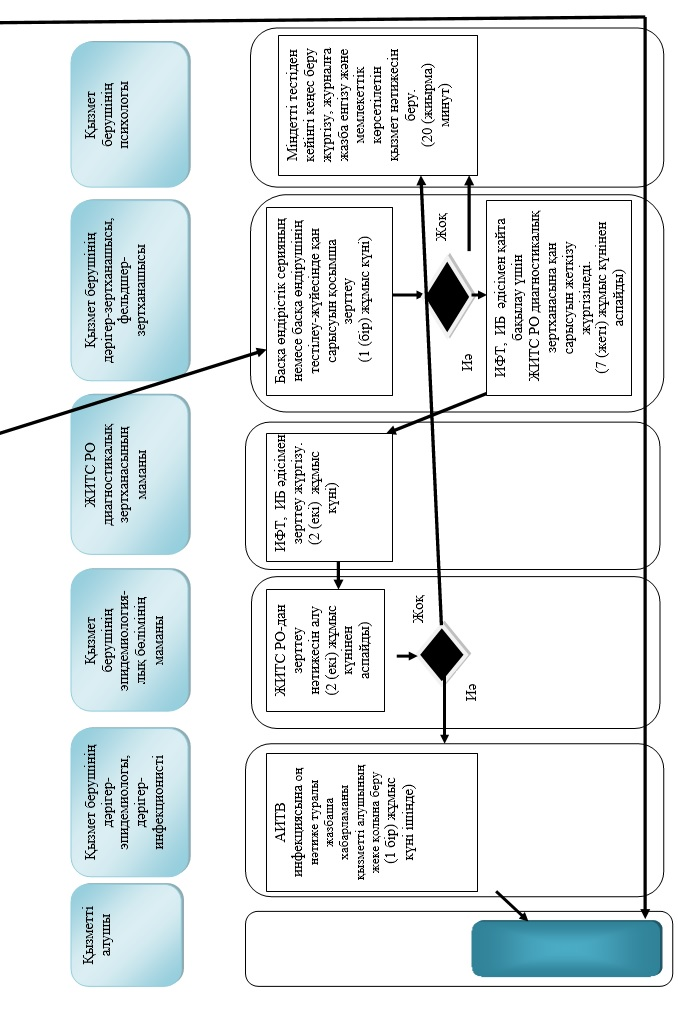 Қызмет
берушінің
психологы
Міндетті тестіден
кейінгі кеңес беру
жүргізу, журналға
жазба енгізу және
мемлекеттік
көрсетілетін
қызмет нәтижесін
беру.
(20 (жиырма)
минут)
Қызмет берушінің
дәрігер-зертханашысы,
фельдшер-
зертханашысы
Басқа өндірістік серияның
немесе басқа өндірушінің
тестілеу-жүйесінде қан
сарысуын қосымша
зерттеу
(1 (бір) жұмыс күні)
Жоқ
Иә
ИФТ, ИБ әдісімен қайта
бақылау үшін
ЖИТС РО диагностикалық
зертханасына қан
сарысуын жеткізу
жүргізіледі.
(7 (жеті) жұмыс күнінен
аспайды)
ЖИТС РО
диагностикалық
зертханасының
маманы
ИФТ, ИБ әдісімен
зерттеу жүргізу.
(2 (екі) жұмыс
күні)
Қызмет
берушінің
эпидемиология-
лық бөлімінің
маманы
ЖИТС РО-дан
зерттеу
нәтижесін алу
(2 (екі) жұмыс
күнінен
аспайды)
Жоқ
Иә
Қызмет берушінің
дәрігер-
эпидемиологы,
дәрігер-
инфекционисті
АИТВ
инфекциясына оң
нәтиже туралы
жазбаша
хабарламаны
қызметті алушының
жеке қолына беру
(1 бір) жұмыс
күні ішінде)
Қызметті
алушы